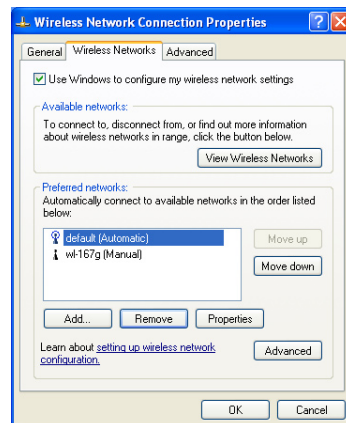 Wireless Network Connection Properties
General Wireless Networks Advanced
Use Windows to configure my wireless network settings
Available networks:
To connect to, disconnect from, or find out more information
about wireless networks in range, click the button below.
View Wireless Networks
Preferred networks:
Automatically connect to available networks in the order listed
below:
default (Automatic)
wl-167g (Manual)
Move up
Move down
Add... Remove Properties
Learn about setting up wireless network
configuration.
Advanced
OK Cancel